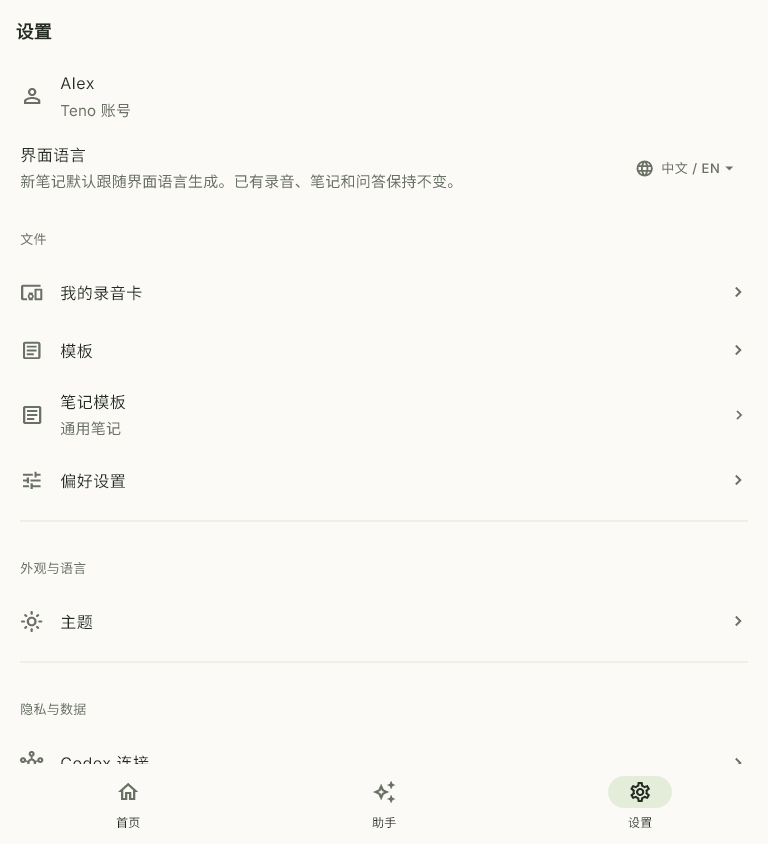 设置
Alex
Teno 账号
界面语言
新笔记默认跟随界面语言生成。已有录音、笔记和问答保持不变。
中文 / EN
文件
我的录音卡
模板
笔记模板
通用笔记
偏好设置
外观与语言
主题
隐私与数据
Codex 连接
首页
助手
设置